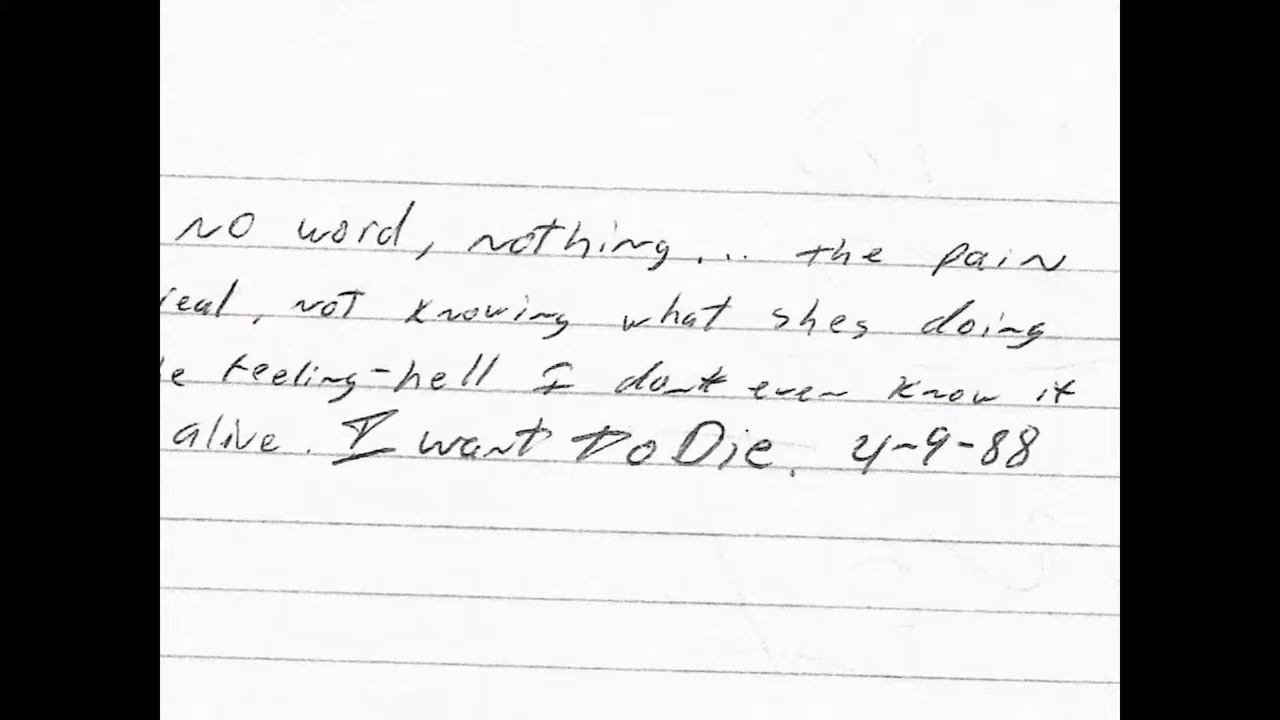 no word, nothing... the pain
real, not knowing what shes doing
feeling-hell I dont even know if
alive. I want to Die. 4-9-88